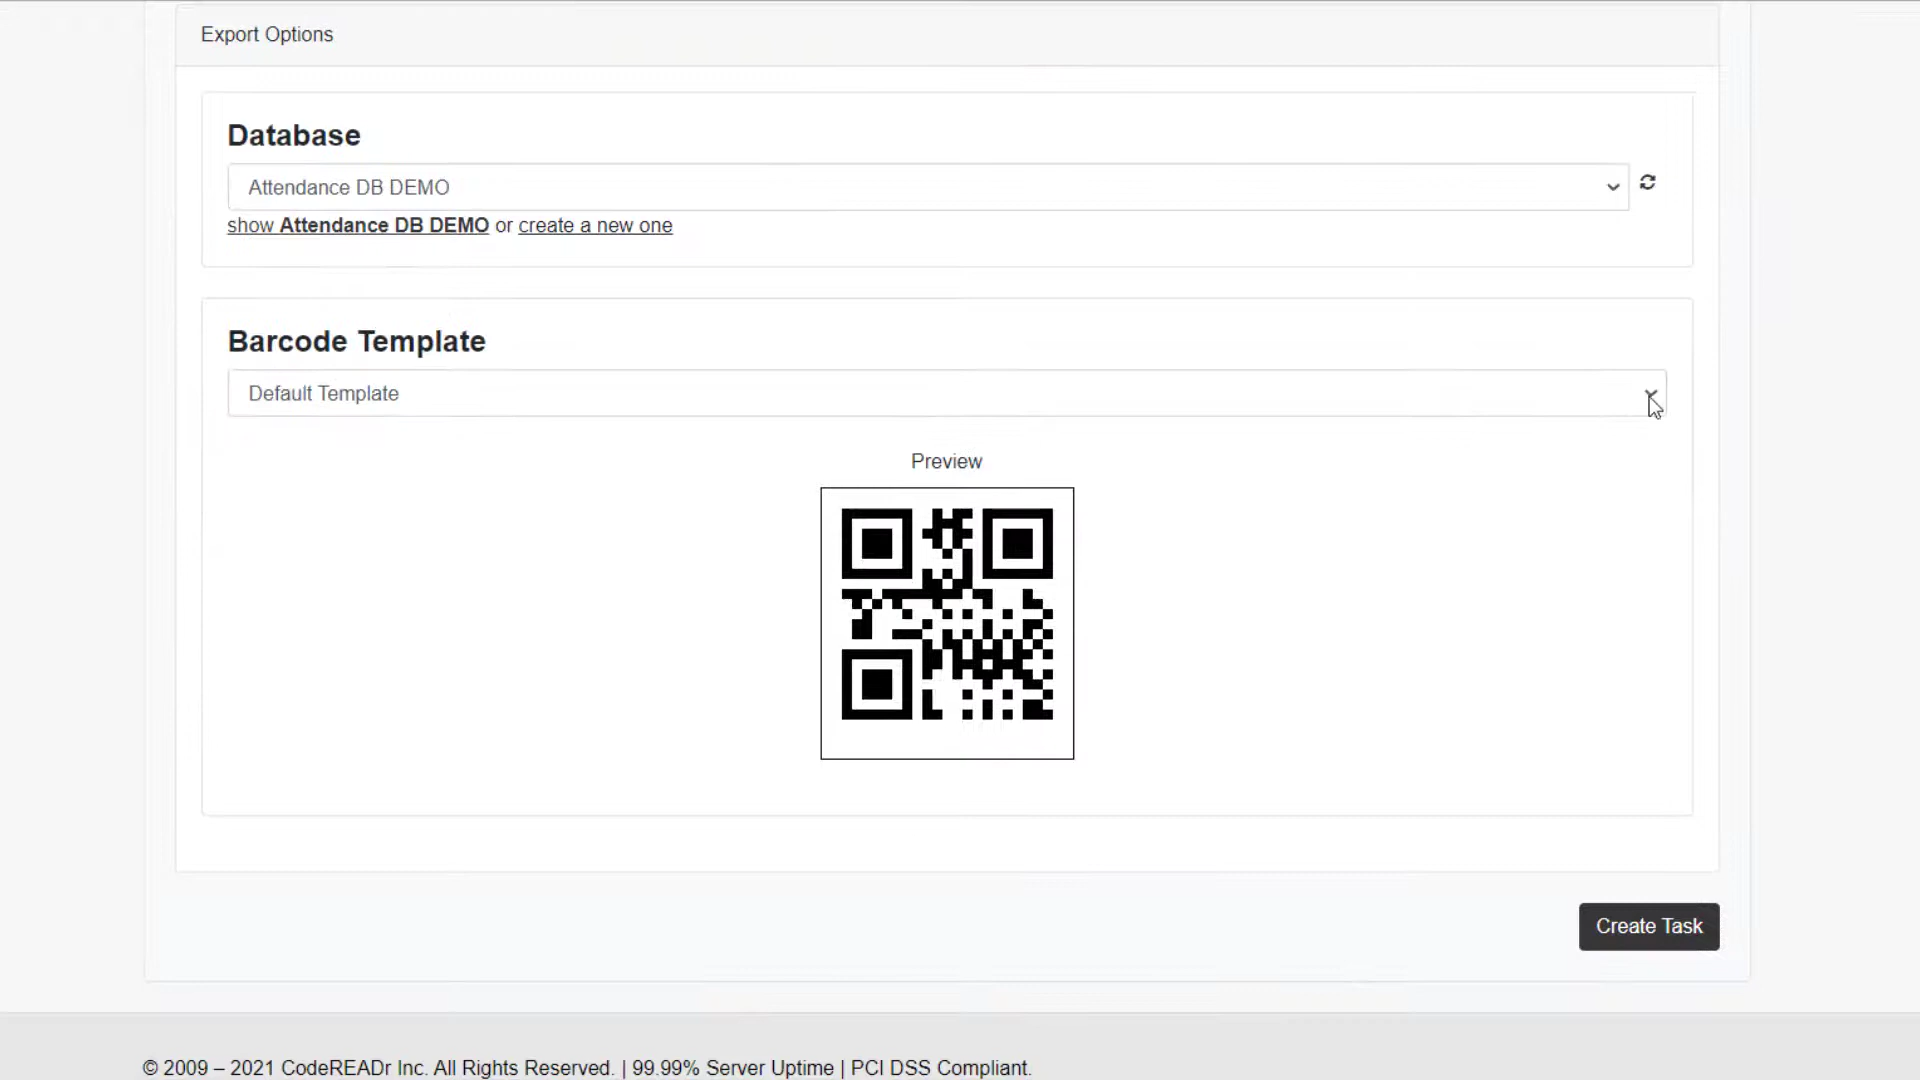 Export Options
Database
Attendance DB DEMO
show Attendance DB DEMO or create a new one
Barcode Template
Default Template
Preview
Create Task
© 2009 – 2021 CodeREADr Inc. All Rights Reserved. | 99.99% Server Uptime | PCI DSS Compliant.